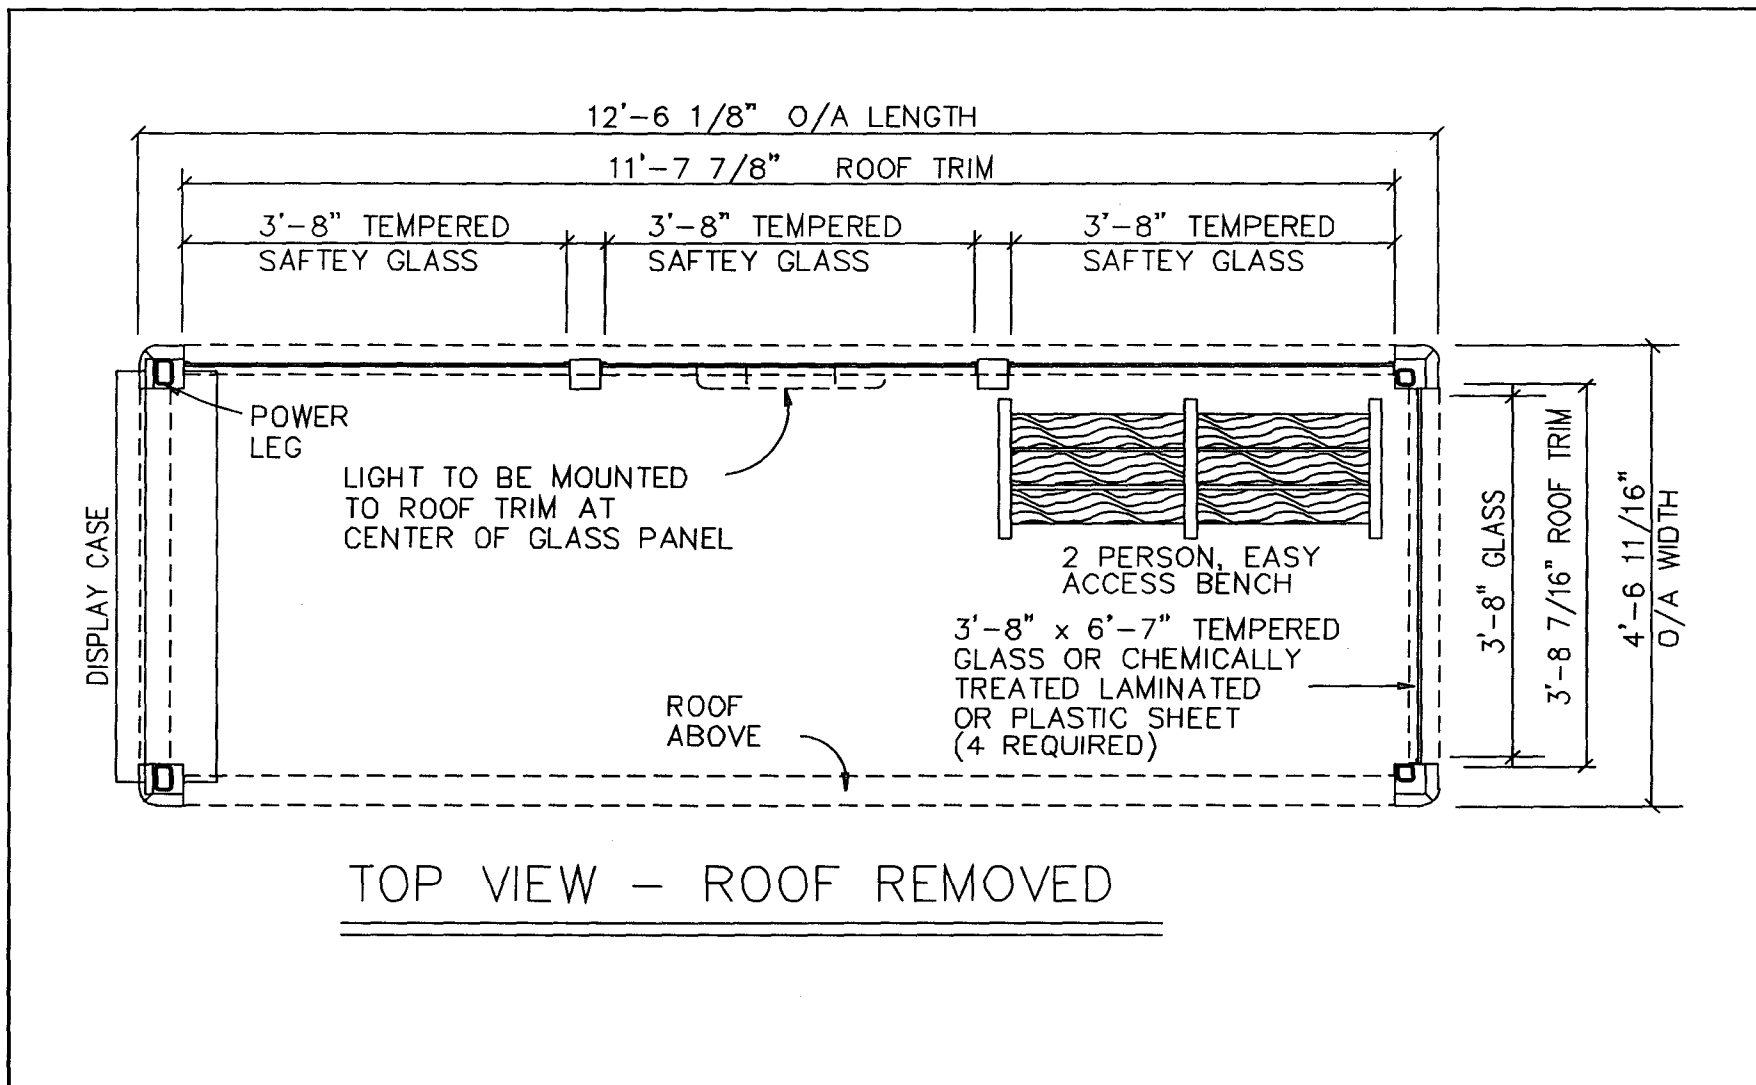 12'-6 1/8" O/A LENGTH
11'-7 7/8" ROOF TRIM
3'-8" TEMPERED
SAFTEY GLASS
3'-8" TEMPERED
SAFTEY GLASS
3'-8" TEMPERED
SAFTEY GLASS
POWER
LEG
LIGHT TO BE MOUNTED
TO ROOF TRIM AT
CENTER OF GLASS PANEL
DISPLAY CASE
2 PERSON, EASY
ACCESS BENCH
3'-8" x 6'-7" TEMPERED
GLASS OR CHEMICALLY
TREATED LAMINATED
OR PLASTIC SHEET
(4 REQUIRED)
ROOF
ABOVE
3'-8" GLASS
3'-8 7/16" ROOF TRIM
4'-6 11/16"
O/A WIDTH
TOP VIEW - ROOF REMOVED